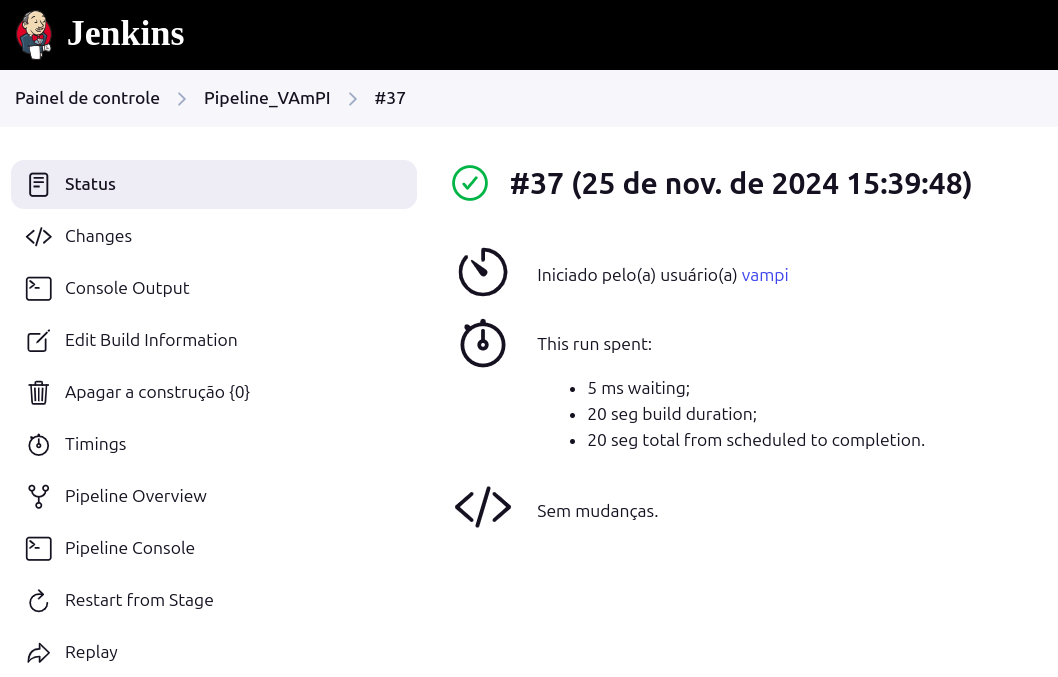 Jenkins
Painel de controle
Pipeline_VAmPI
#37
Status
Changes
Console Output
Edit Build Information
Apagar a construção {0}
Timings
Pipeline Overview
Pipeline Console
Restart from Stage
Replay
#37 (25 de nov. de 2024 15:39:48)
Iniciado pelo(a) usuário(a) vampi
This run spent:
5 ms waiting;
20 seg build duration;
20 seg total from scheduled to completion.
Sem mudanças.